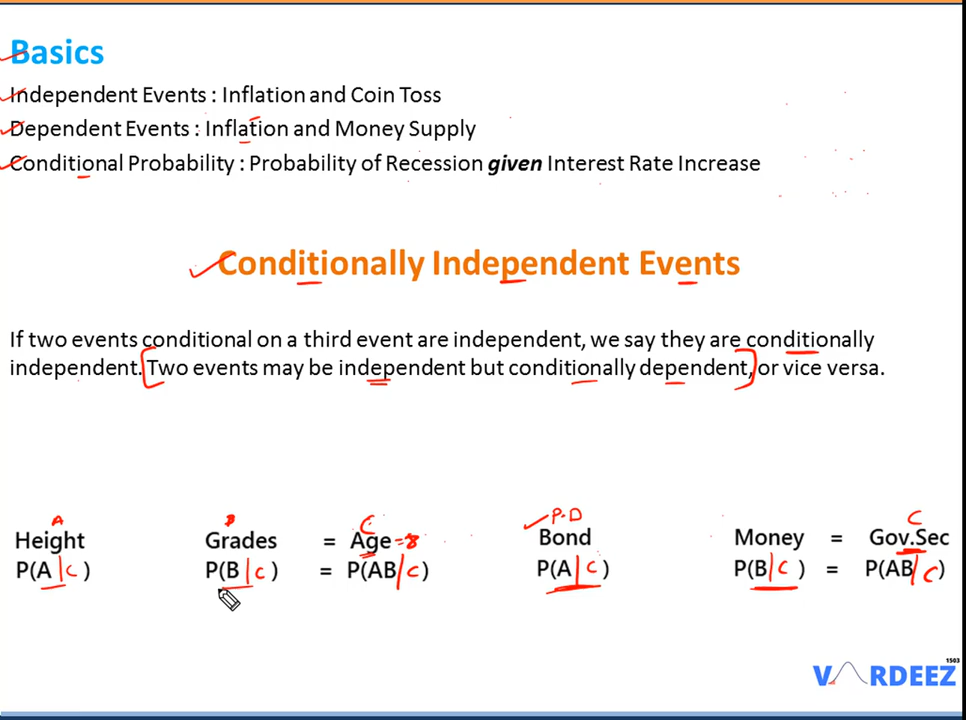 Basics
Independent Events : Inflation and Coin Toss
Dependent Events : Inflation and Money Supply
Conditional Probability : Probability of Recession given Interest Rate Increase
Conditionally Independent Events
If two events conditional on a third event are independent, we say they are conditionally
independent. Two events may be independent but conditionally dependent, or vice versa.
A B C P.D C
Height Grades = Age = 8 Bond Money = Gov.Sec
P(A|C) P(B|C) = P(AB|C) P(A|C) P(B|C) = P(AB|C)
1503
VARDEEZ